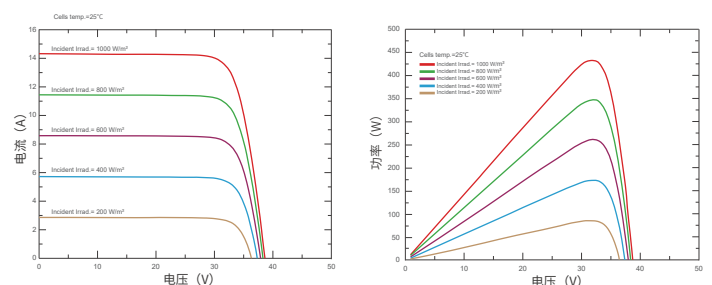 Cells temp.=25℃
16
14
12
10
8
6
4
2
0
Incident Irrad.= 1000 W/m²
Incident Irrad.= 800 W/m²
Incident Irrad.= 600 W/m²
Incident Irrad.= 400 W/m²
Incident Irrad.= 200 W/m²
电流（A）
0 10 20 30 40 50
电压（V）
500
450
400
350
300
250
200
150
100
50
0
Cells temp.=25℃
Incident Irrad.= 1000 W/m²
Incident Irrad.= 800 W/m²
Incident Irrad.= 600 W/m²
Incident Irrad.= 400 W/m²
Incident Irrad.= 200 W/m²
功率（W）
0 10 20 30 40 50
电压（V）